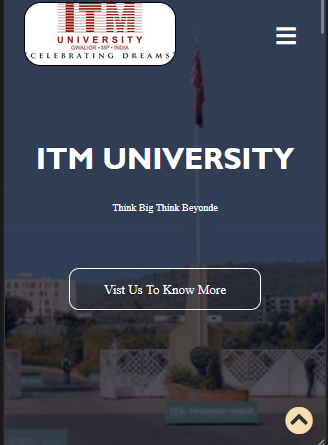 ITM
UNIVERSITY
GWALIOR • MP • INDIA
"CELEBRATING DREAMS"
ITM UNIVERSITY
Think Big Think Beyonde
Vist Us To Know More